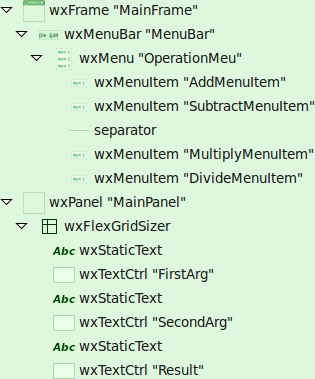 wxFrame "MainFrame"
wxMenuBar "MenuBar"
wxMenu "OperationMeu"
wxMenuItem "AddMenuItem"
wxMenuItem "SubtractMenuItem"
separator
wxMenuItem "MultiplyMenuItem"
wxMenuItem "DivideMenuItem"
wxPanel "MainPanel"
wxFlexGridSizer
Abc wxStaticText
wxTextCtrl "FirstArg"
Abc wxStaticText
wxTextCtrl "SecondArg"
Abc wxStaticText
wxTextCtrl "Result"